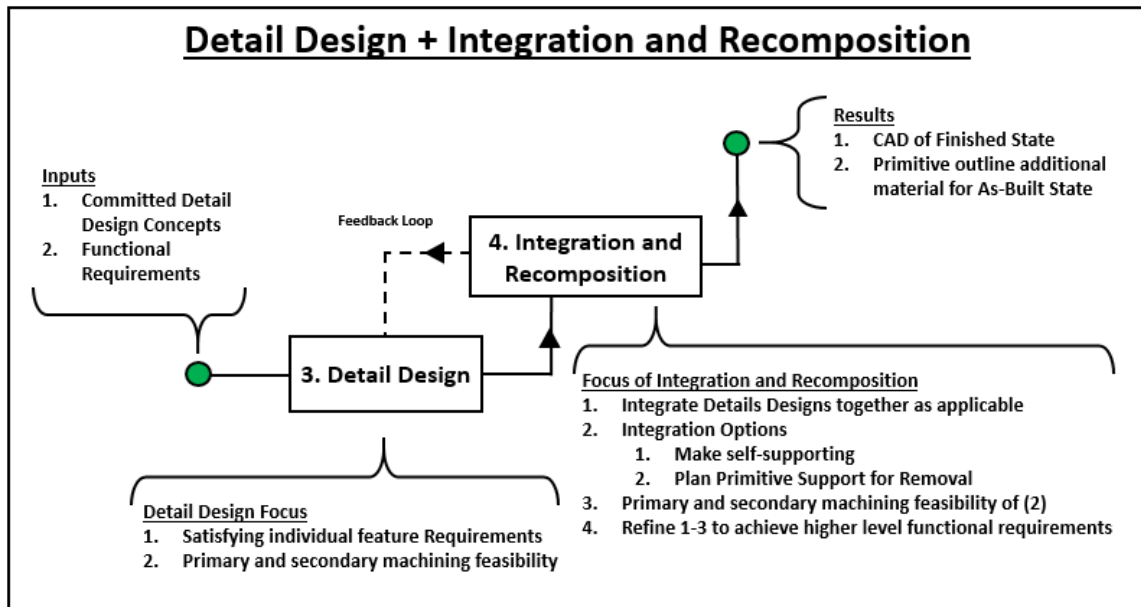 Detail Design + Integration and Recomposition
Inputs
1. Committed Detail
Design Concepts
2. Functional
Requirements
Feedback Loop
3. Detail Design
4. Integration and
Recomposition
Results
1. CAD of Finished State
2. Primitive outline additional
material for As-Built State
Detail Design Focus
1. Satisfying individual feature Requirements
2. Primary and secondary machining feasibility
Focus of Integration and Recomposition
1. Integrate Details Designs together as applicable
2. Integration Options
1. Make self-supporting
2. Plan Primitive Support for Removal
3. Primary and secondary machining feasibility of (2)
4. Refine 1-3 to achieve higher level functional requirements